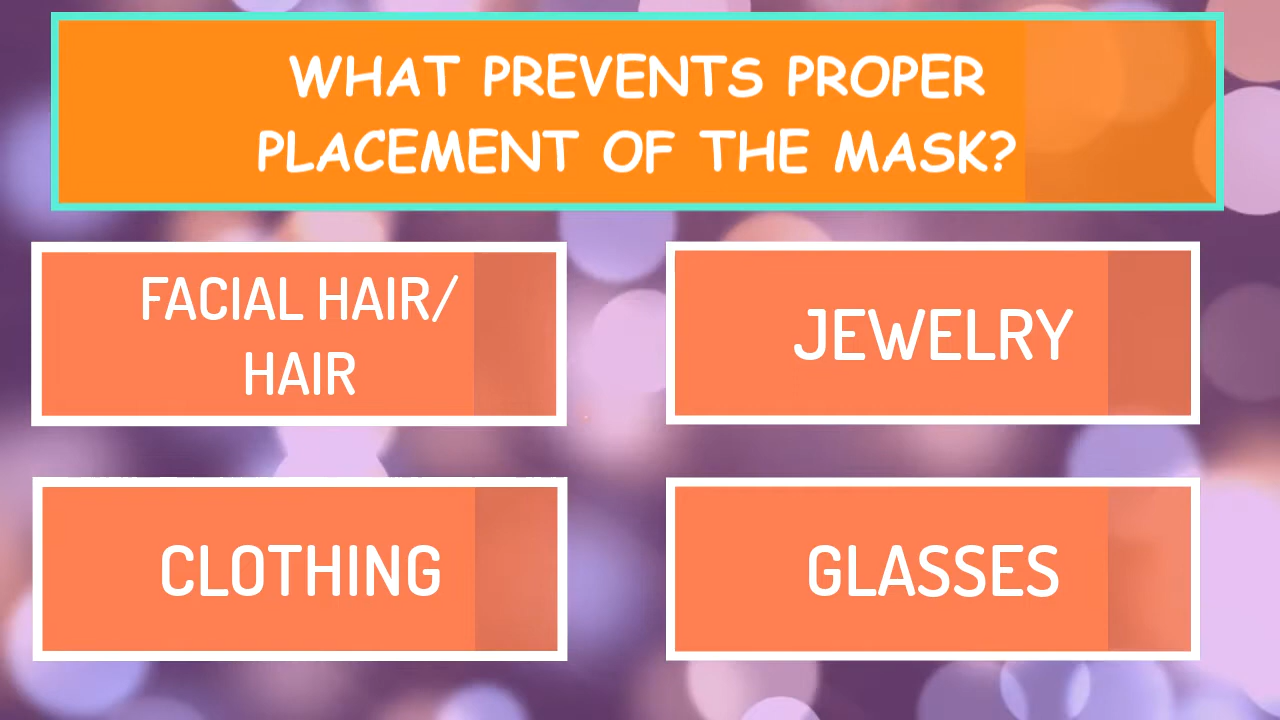 WHAT PREVENTS PROPER
PLACEMENT OF THE MASK?
FACIAL HAIR/
HAIR
JEWELRY
CLOTHING
GLASSES